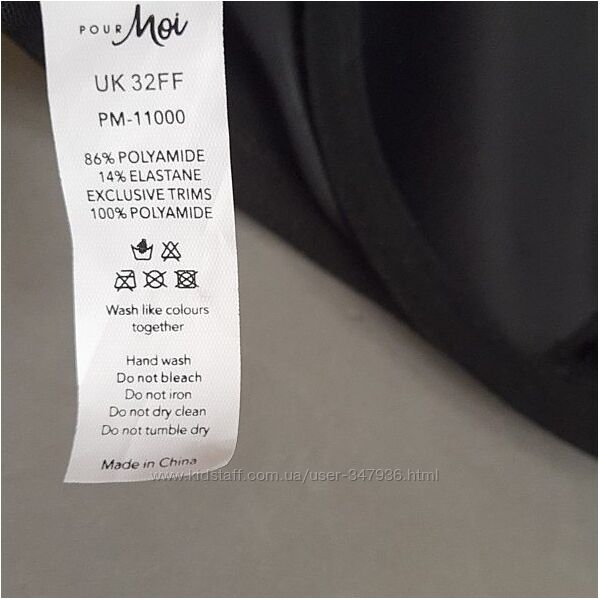 POUR Moi
UK 32FF
PM-11000
86% POLYAMIDE
14% ELASTANE
EXCLUSIVE TRIMS
100% POLYAMIDE
Wash like colours
together
Hand wash
Do not bleach
Do not iron
Do not dry clean
Do not tumble dry
Made in China
www.kidstaff.com.ua/user-347936.html